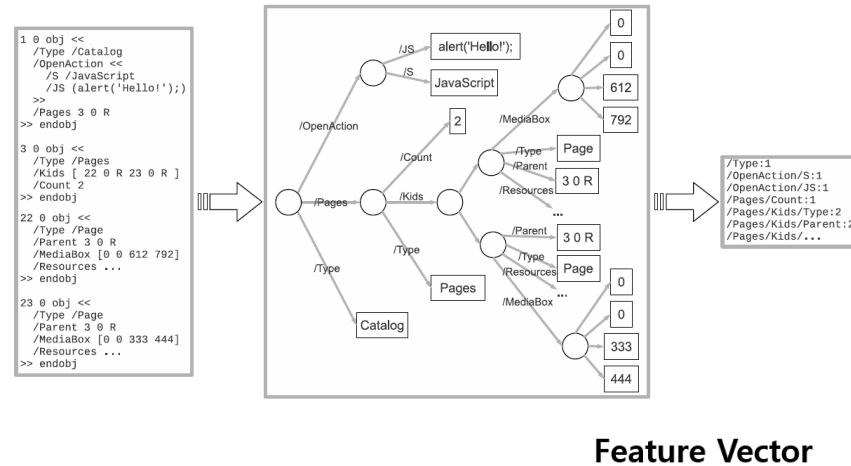 1 0 obj <<
/Type /Catalog
/OpenAction <<
/S /JavaScript
/JS (alert('Hello!');)
>>
/Pages 3 0 R
>> endobj
3 0 obj <<
/Type /Pages
/Kids [ 22 0 R 23 0 R ]
/Count 2
>> endobj
22 0 obj <<
/Type /Page
/Parent 3 0 R
/MediaBox [0 0 612 792]
/Resources ...
>> endobj
23 0 obj <<
/Type /Page
/Parent 3 0 R
/MediaBox [0 0 333 444]
/Resources ...
>> endobj
/OpenAction
/Pages
/Type
/JS
alert('Hello!');
/S
JavaScript
/Count
2
/Kids
/Type
Pages
Catalog
/MediaBox
0
0
612
792
/Type
Page
/Parent
3 0 R
/Resources
...
/Parent
3 0 R
/Type
Page
/Resources
...
/MediaBox
0
0
333
444
/Type:1
/OpenAction/S:1
/OpenAction/JS:1
/Pages/Count:1
/Pages/Kids/Type:2
/Pages/Kids/Parent:2
/Pages/Kids/...
Feature Vector